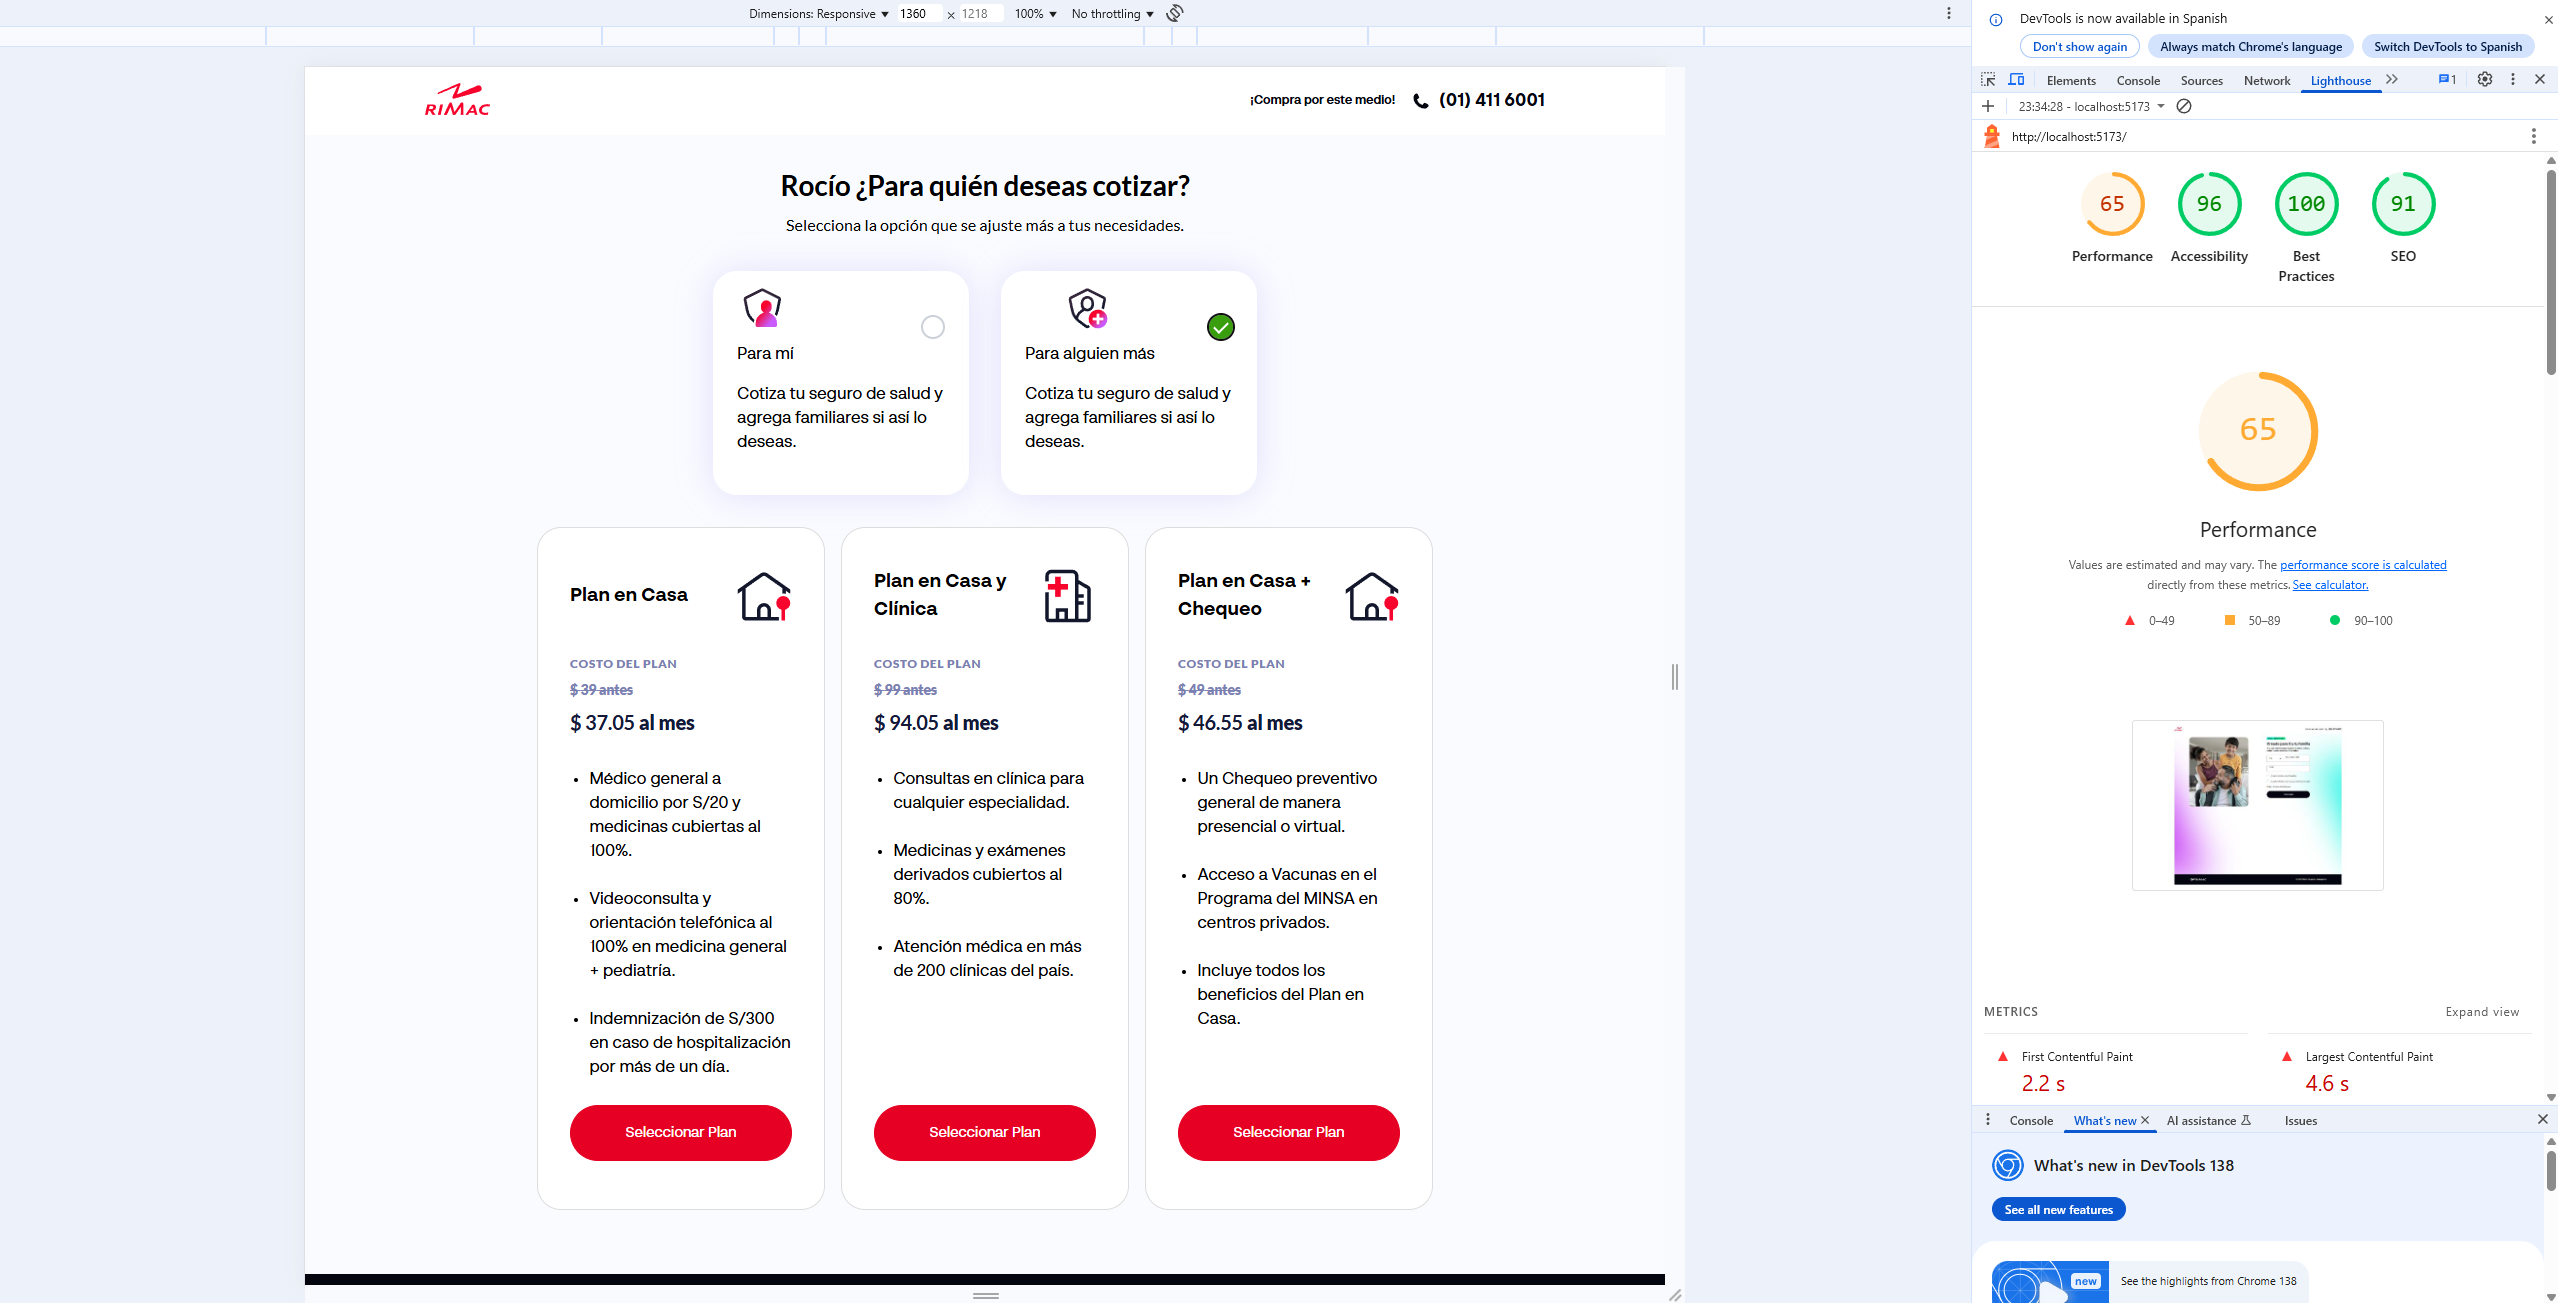 Dimensions: Responsive 1360 × 1218 100% No throttling
RIMAC
¡Compra por este medio! (01) 411 6001
Rocío ¿Para quién deseas cotizar?
Selecciona la opción que se ajuste más a tus necesidades.
Para mí
Cotiza tu seguro de salud y
agrega familiares si así lo
deseas.
Para alguien más
Cotiza tu seguro de salud y
agrega familiares si así lo
deseas.
Plan en Casa
COSTO DEL PLAN
$ 39 antes
$ 37.05 al mes
• Médico general a
domicilio por S/20 y
medicinas cubiertas al
100%.
• Videoconsulta y
orientación telefónica al
100% en medicina general
+ pediatría.
• Indemnización de S/300
en caso de hospitalización
por más de un día.
Seleccionar Plan
Plan en Casa y
Clínica
COSTO DEL PLAN
$ 99 antes
$ 94.05 al mes
• Consultas en clínica para
cualquier especialidad.
• Medicinas y exámenes
derivados cubiertos al
80%.
• Atención médica en más
de 200 clínicas del país.
Seleccionar Plan
Plan en Casa +
Chequeo
COSTO DEL PLAN
$ 49 antes
$ 46.55 al mes
• Un Chequeo preventivo
general de manera
presencial o virtual.
• Acceso a Vacunas en el
Programa del MINSA en
centros privados.
• Incluye todos los
beneficios del Plan en
Casa.
Seleccionar Plan
DevTools is now available in Spanish
Don't show again Always match Chrome's language Switch DevTools to Spanish
Elements Console Sources Network Lighthouse 1
23:34:28 - localhost:5173
http://localhost:5173/
65 96 100 91
Performance Accessibility Best SEO
Practices
65
Performance
Values are estimated and may vary. The performance score is calculated
directly from these metrics. See calculator.
0–49 50–89 90–100
METRICS Expand view
First Contentful Paint Largest Contentful Paint
2.2 s 4.6 s
Console What's new AI assistance Issues
What's new in DevTools 138
See all new features
new See the highlights from Chrome 138